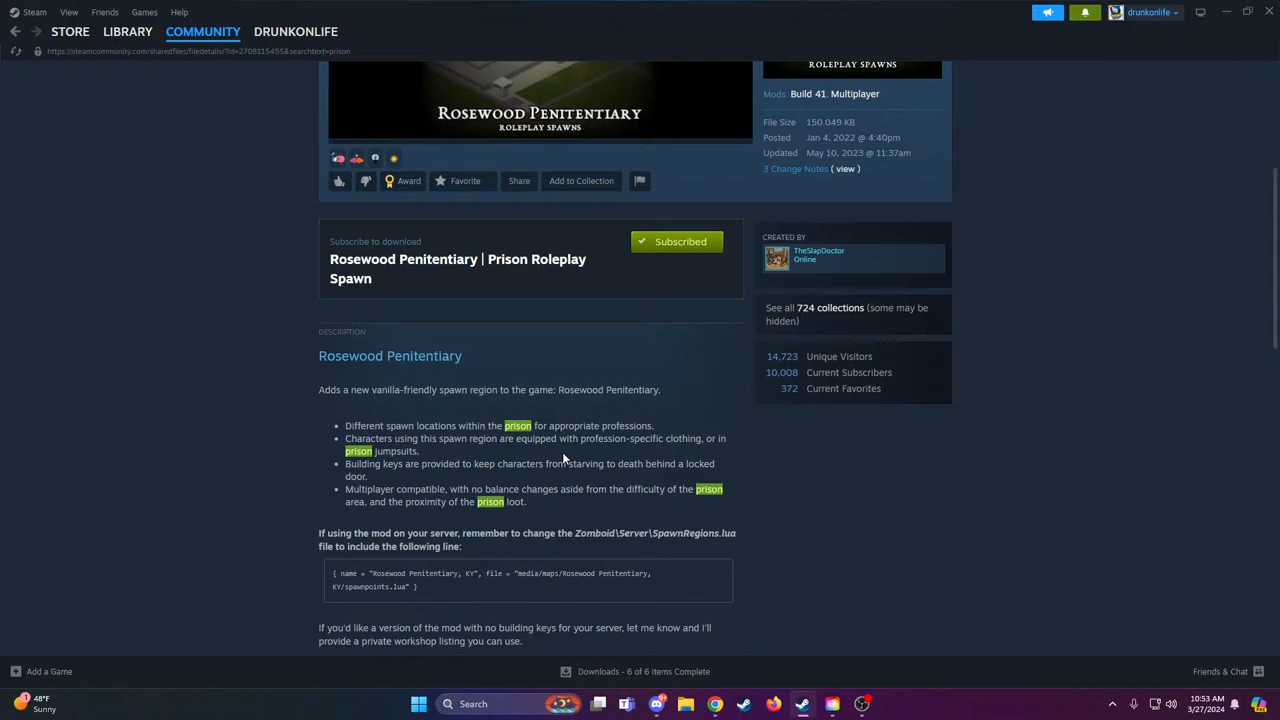 Steam View Friends Games Help
drunkonlife
STORE LIBRARY COMMUNITY DRUNKONLIFE
https://steamcommunity.com/sharedfiles/filedetails/?id=2708115455&searchtext=prison
ROSEWOOD PENITENTIARY
ROLEPLAY SPAWNS
ROLEPLAY SPAWNS
Mods: Build 41, Multiplayer
File Size 150.049 KB
Posted Jan 4, 2022 @ 4:40pm
Updated May 10, 2023 @ 11:37am
3 Change Notes ( view )
Award Favorite Share Add to Collection
Subscribe to download
Rosewood Penitentiary | Prison Roleplay
Spawn
Subscribed
CREATED BY
TheSlapDoctor
Online
See all 724 collections (some may be
hidden)
14,723 Unique Visitors
10,008 Current Subscribers
372 Current Favorites
DESCRIPTION
Rosewood Penitentiary
Adds a new vanilla-friendly spawn region to the game: Rosewood Penitentiary.
• Different spawn locations within the prison for appropriate professions.
• Characters using this spawn region are equipped with profession-specific clothing, or in
prison jumpsuits.
• Building keys are provided to keep characters from starving to death behind a locked
door.
• Multiplayer compatible, with no balance changes aside from the difficulty of the prison
area, and the proximity of the prison loot.
If using the mod on your server, remember to change the Zomboid\Server\SpawnRegions.lua
file to include the following line:
{ name = "Rosewood Penitentiary, KY", file = "media/maps/Rosewood Penitentiary,
KY/spawnpoints.lua" }
If you'd like a version of the mod with no building keys for your server, let me know and I'll
provide a private workshop listing you can use.
Add a Game
Downloads - 6 of 6 Items Complete
Friends & Chat
48°F
Sunny
Search
10:53 AM
3/27/2024